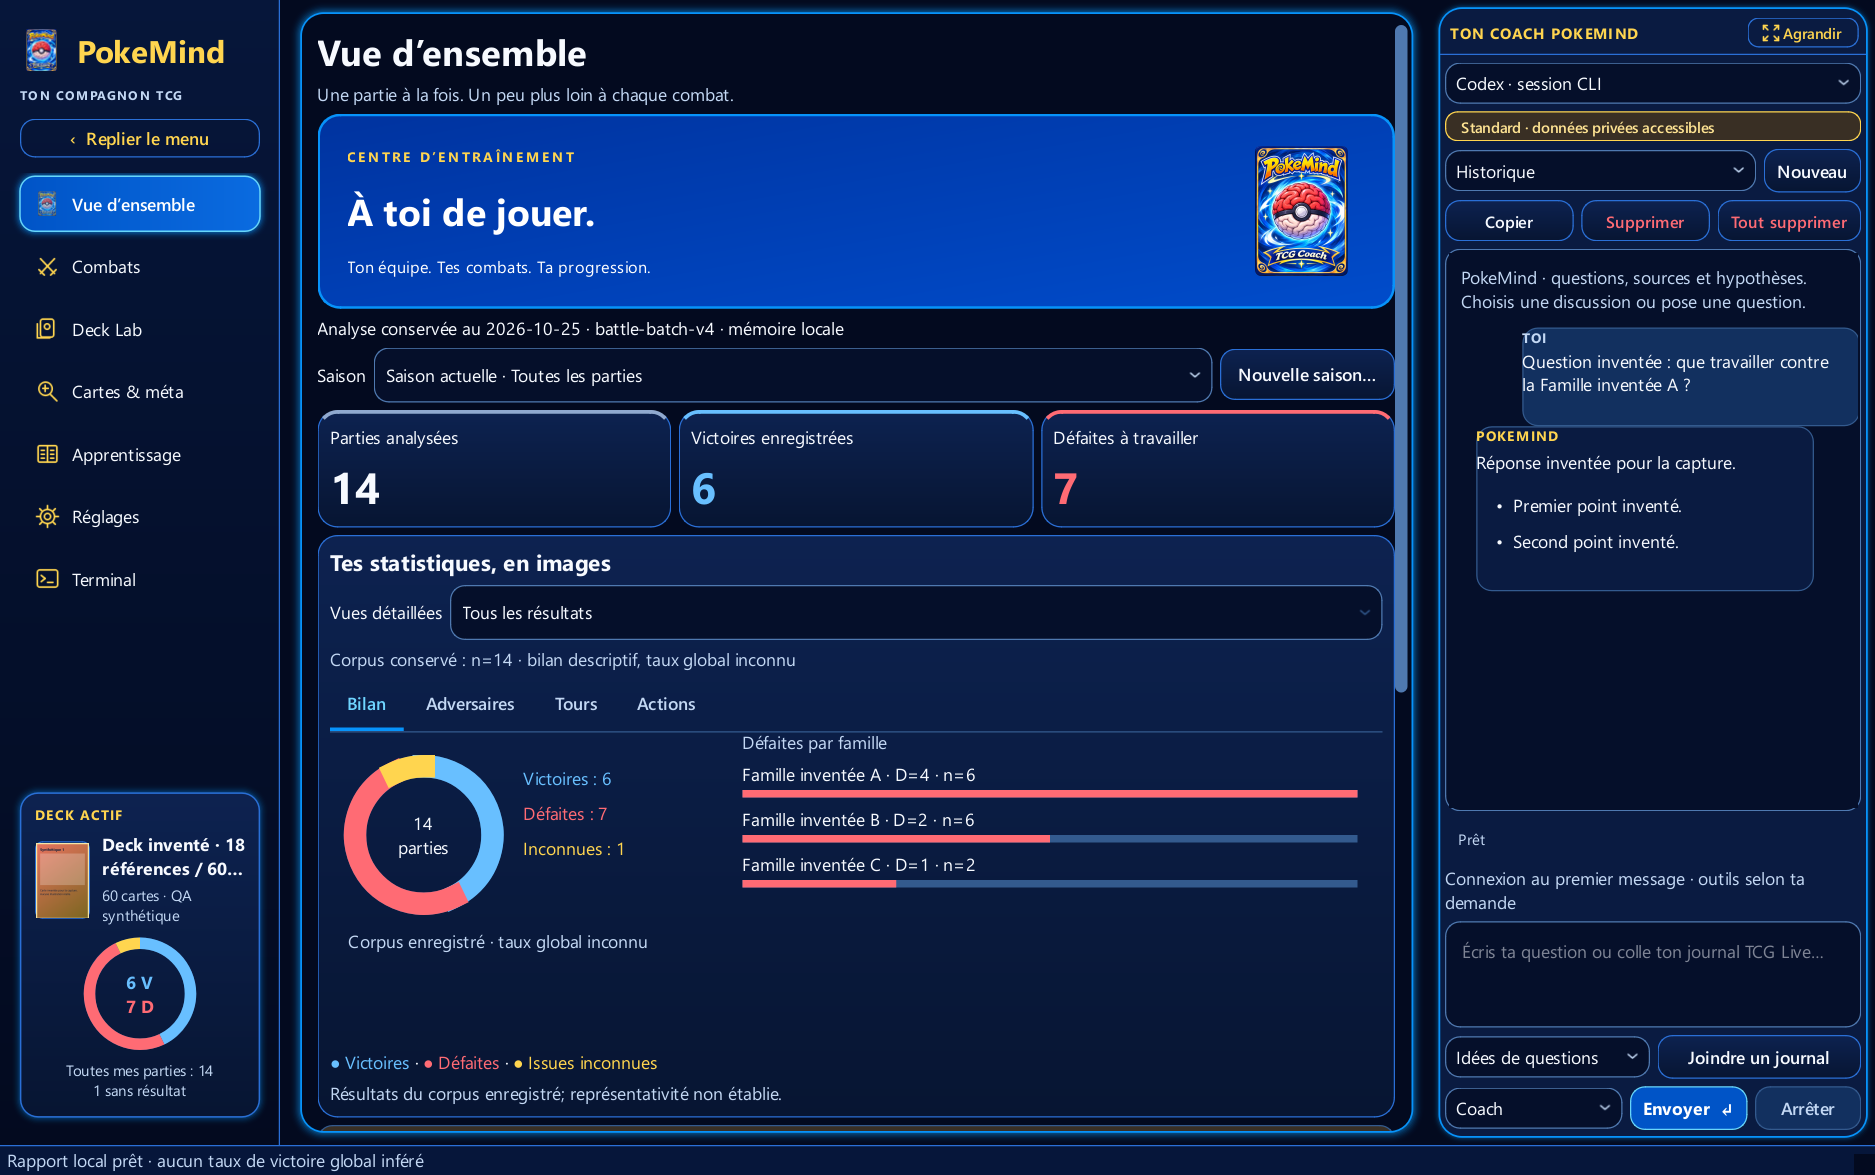 PokeMind
TON COMPAGNON TCG
‹ Replier le menu
Vue d’ensemble
Combats
Deck Lab
Cartes & méta
Apprentissage
Réglages
Terminal
DECK ACTIF
Deck inventé · 18
références / 60...
60 cartes · QA
synthétique
6 V
7 D
Toutes mes parties : 14
1 sans résultat
Vue d’ensemble
Une partie à la fois. Un peu plus loin à chaque combat.
CENTRE D’ENTRAÎNEMENT
À toi de jouer.
Ton équipe. Tes combats. Ta progression.
PokeMind
TCG Coach
Analyse conservée au 2026-10-25 · battle-batch-v4 · mémoire locale
Saison
Saison actuelle · Toutes les parties
Nouvelle saison...
Parties analysées
14
Victoires enregistrées
6
Défaites à travailler
7
Tes statistiques, en images
Vues détaillées
Tous les résultats
Corpus conservé : n=14 · bilan descriptif, taux global inconnu
Bilan
Adversaires
Tours
Actions
14
parties
Victoires : 6
Défaites : 7
Inconnues : 1
Corpus enregistré · taux global inconnu
Défaites par famille
Famille inventée A · D=4 · n=6
Famille inventée B · D=2 · n=6
Famille inventée C · D=1 · n=2
● Victoires · ● Défaites · ● Issues inconnues
Résultats du corpus enregistré; représentativité non établie.
TON COACH POKEMIND
Agrandir
Codex · session CLI
Standard · données privées accessibles
Historique
Nouveau
Copier
Supprimer
Tout supprimer
PokeMind · questions, sources et hypothèses.
Choisis une discussion ou pose une question.
TOI
Question inventée : que travailler contre
la Famille inventée A ?
POKEMIND
Réponse inventée pour la capture.
• Premier point inventé.
• Second point inventé.
Prêt
Connexion au premier message · outils selon ta
demande
Écris ta question ou colle ton journal TCG Live...
Idées de questions
Joindre un journal
Coach
Envoyer ↲
Arrêter
Rapport local prêt · aucun taux de victoire global inféré